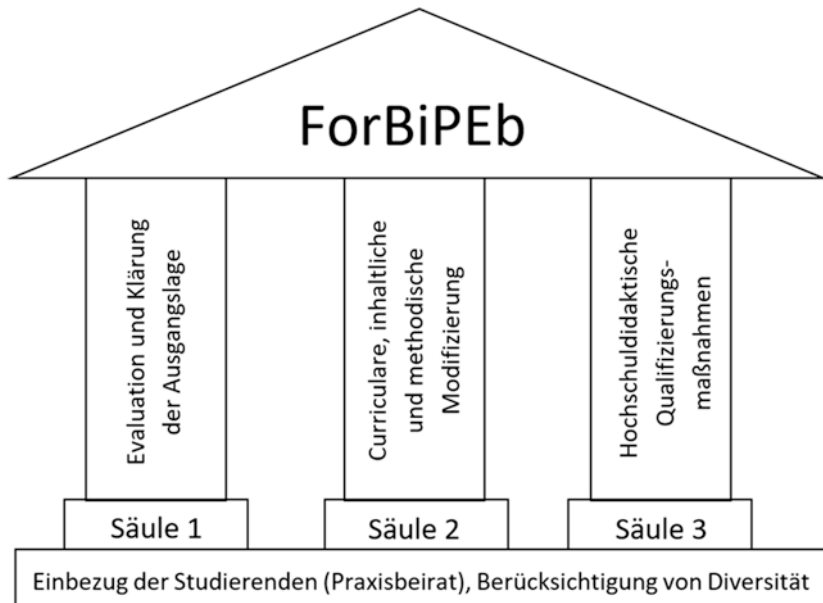 ForBiPEb
Evaluation und Klärung
der Ausgangslage
Curriculare, inhaltliche
und methodische
Modifizierung
Hochschuldidaktische
Qualifizierungs-
maßnahmen
Säule 1
Säule 2
Säule 3
Einbezug der Studierenden (Praxisbeirat), Berücksichtigung von Diversität